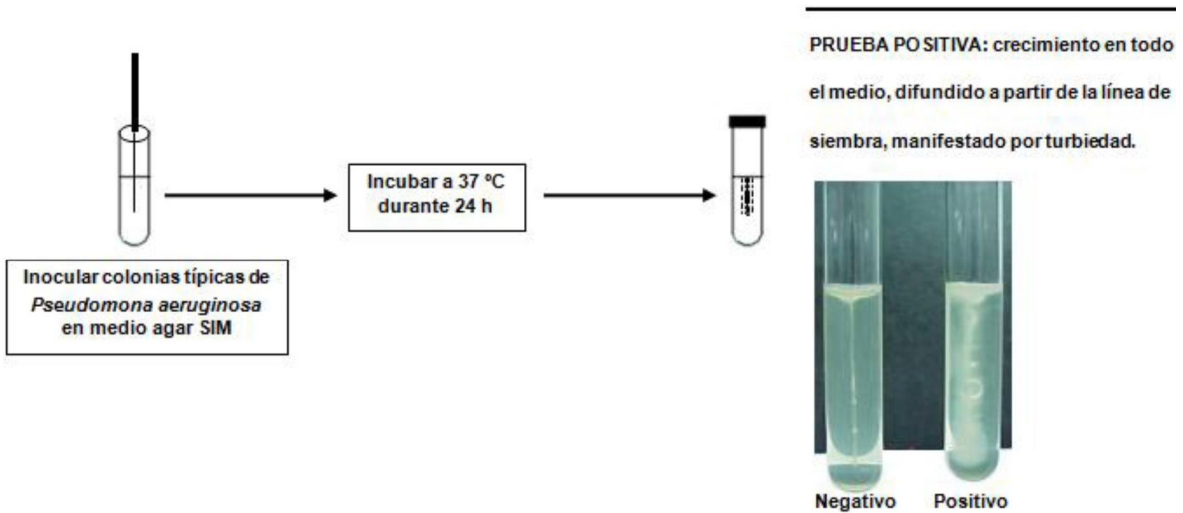 PRUEBA POSITIVA: crecimiento en todo
el medio, difundido a partir de la línea de
siembra, manifestado por turbiedad.
Incubar a 37 ºC
durante 24 h
Inocular colonias típicas de
Pseudomona aeruginosa
en medio agar SIM
Negativo Positivo